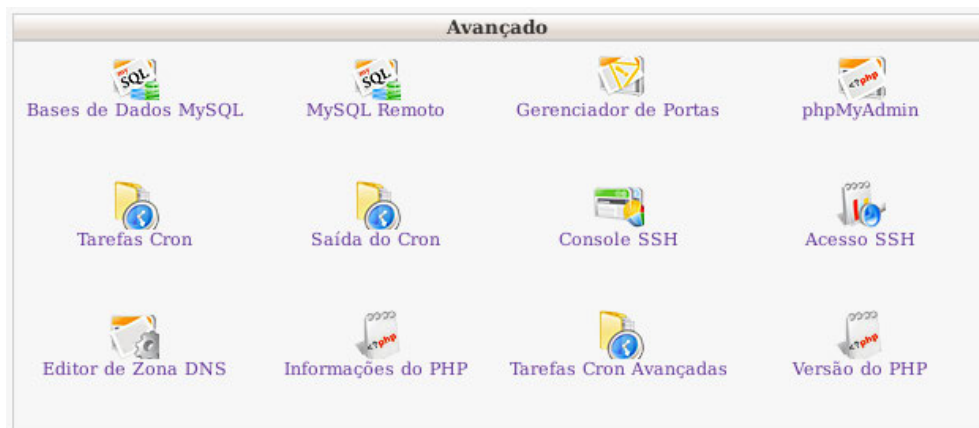 Avançado
Bases de Dados MySQL
MySQL Remoto
Gerenciador de Portas
phpMyAdmin
Tarefas Cron
Saída do Cron
Console SSH
Acesso SSH
Editor de Zona DNS
Informações do PHP
Tarefas Cron Avançadas
Versão do PHP